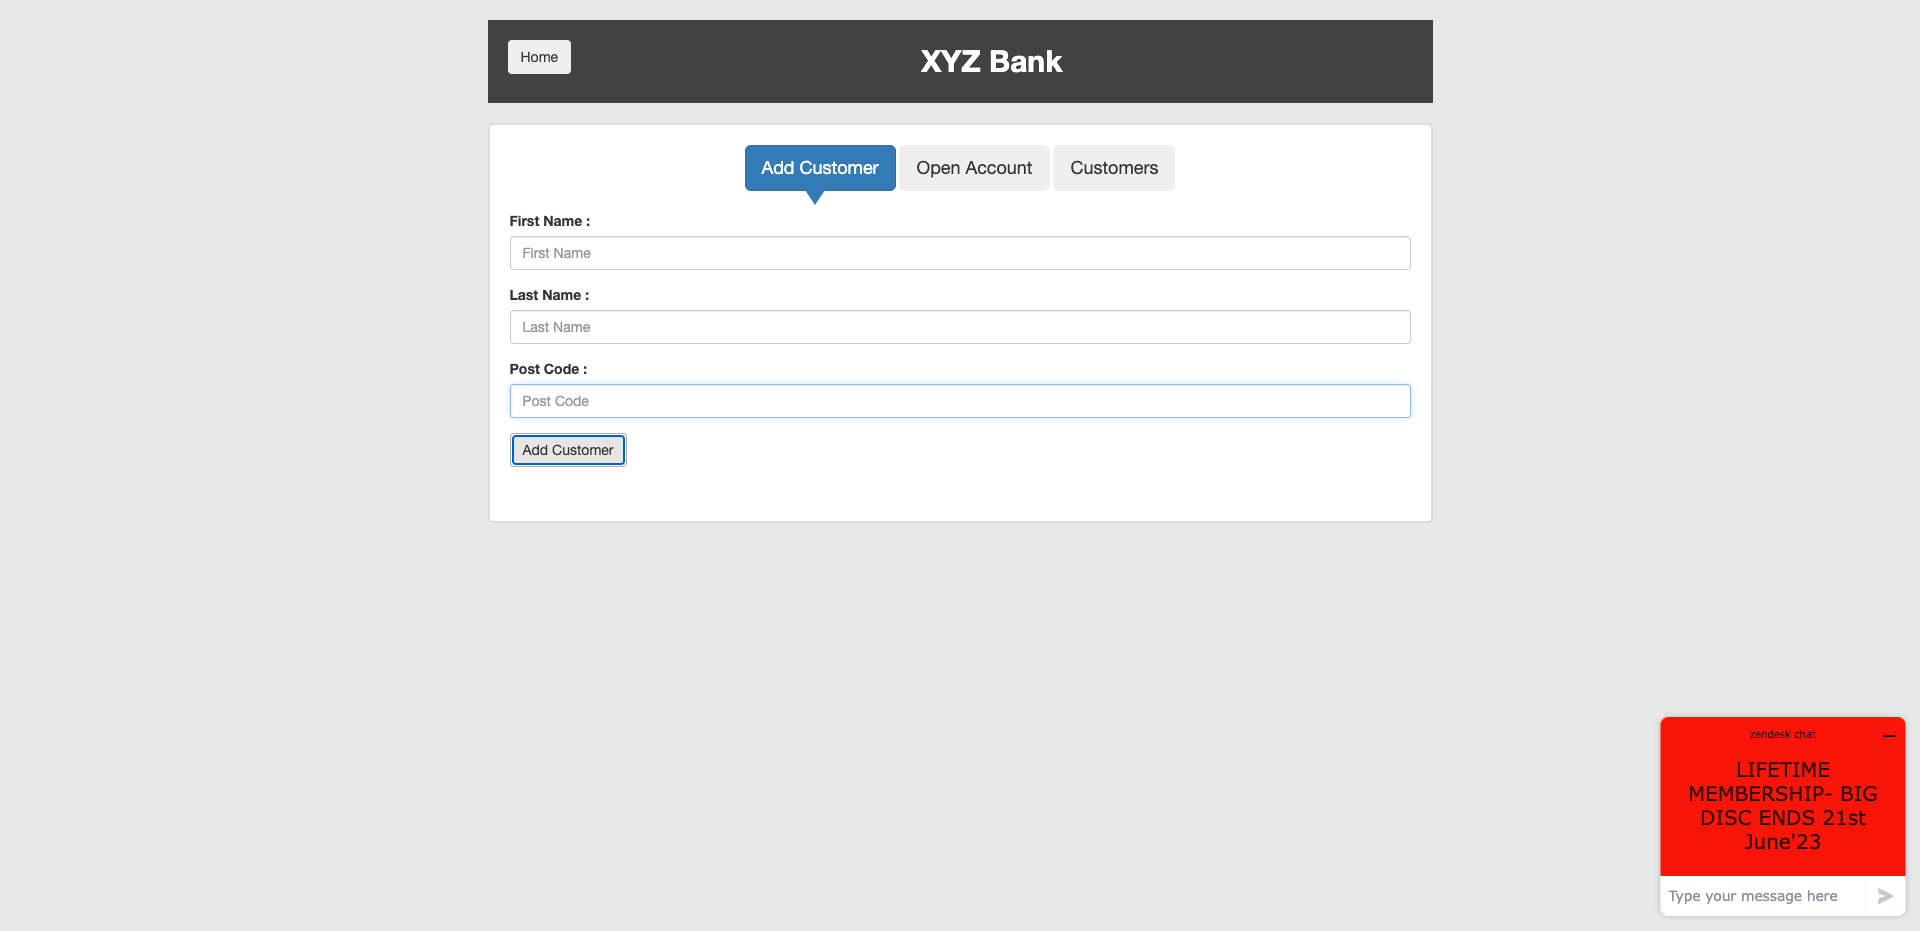 Home
XYZ Bank
Add Customer
Open Account
Customers
First Name :
First Name
Last Name :
Last Name
Post Code :
Post Code
Add Customer
zendesk chat
LIFETIME
MEMBERSHIP- BIG
DISC ENDS 21st
June'23
Type your message here